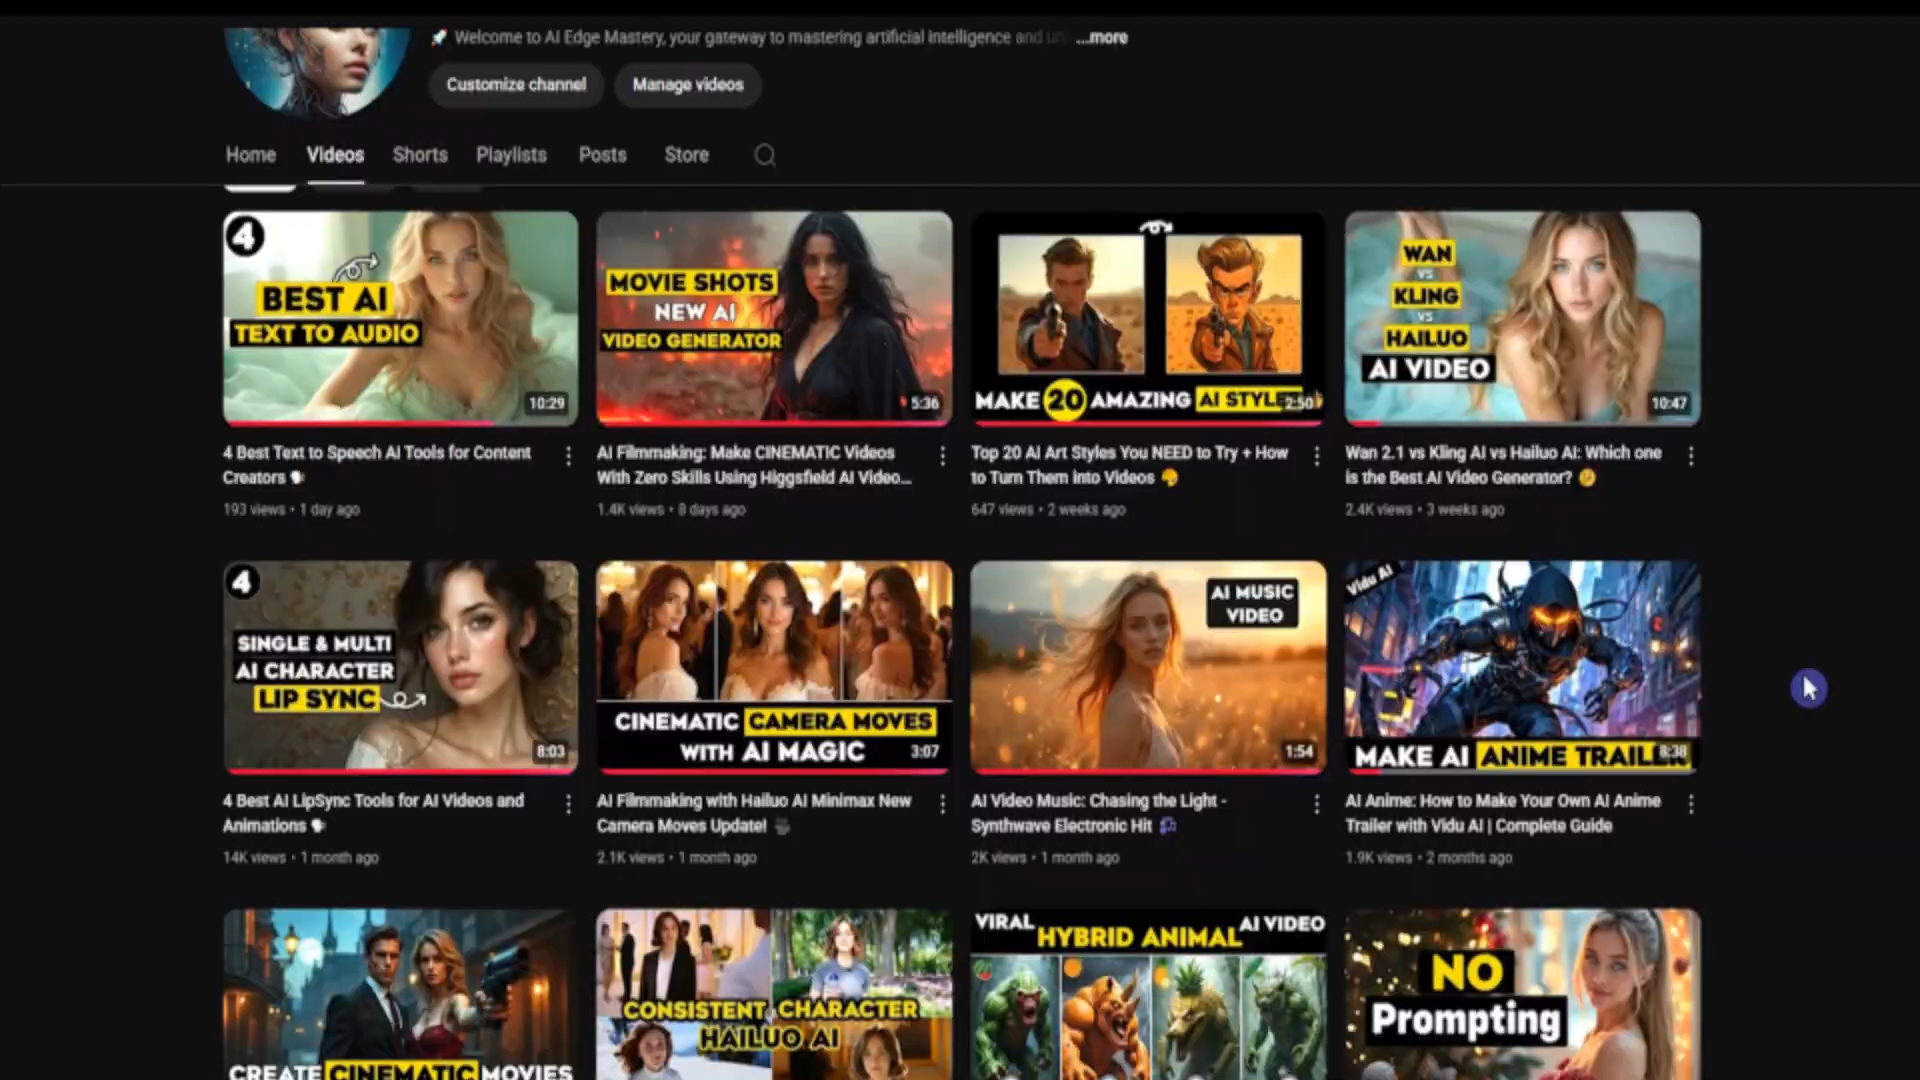 🚀 Welcome to AI Edge Mastery, your gateway to mastering artificial intelligence and ...more
Customize channel
Manage videos
Home
Videos
Shorts
Playlists
Posts
Store
4
BEST AI
TEXT TO AUDIO
10:29
MOVIE SHOTS
NEW AI
VIDEO GENERATOR
5:36
MAKE 20 AMAZING AI STYLE
2:50
WAN
VS
KLING
VS
HAILUO
AI VIDEO
10:47
4 Best Text to Speech AI Tools for Content
Creators 🗣
193 views • 1 day ago
AI Filmmaking: Make CINEMATIC Videos
With Zero Skills Using Higgsfield AI Video...
1.4K views • 8 days ago
Top 20 AI Art Styles You NEED to Try + How
to Turn Them into Videos 🎨
647 views • 2 weeks ago
Wan 2.1 vs Kling AI vs Hailuo AI: Which one
is the Best AI Video Generator? 🤔
2.4K views • 3 weeks ago
4
SINGLE & MULTI
AI CHARACTER
LIP SYNC
8:03
CINEMATIC CAMERA MOVES
WITH AI MAGIC
3:07
AI MUSIC
VIDEO
1:54
Vidu AI
MAKE AI ANIME TRAILER
8:38
4 Best AI LipSync Tools for AI Videos and
Animations 🗣
14K views • 1 month ago
AI Filmmaking with Hailuo AI Minimax New
Camera Moves Update! 🎥
2.1K views • 1 month ago
AI Video Music: Chasing the Light -
Synthwave Electronic Hit 🎶
2K views • 1 month ago
AI Anime: How to Make Your Own AI Anime
Trailer with Vidu AI | Complete Guide
1.9K views • 2 months ago
CREATE CINEMATIC MOVIES
CONSISTENT CHARACTER
HAILUO AI
VIRAL HYBRID ANIMAL AI VIDEO
NO
Prompting